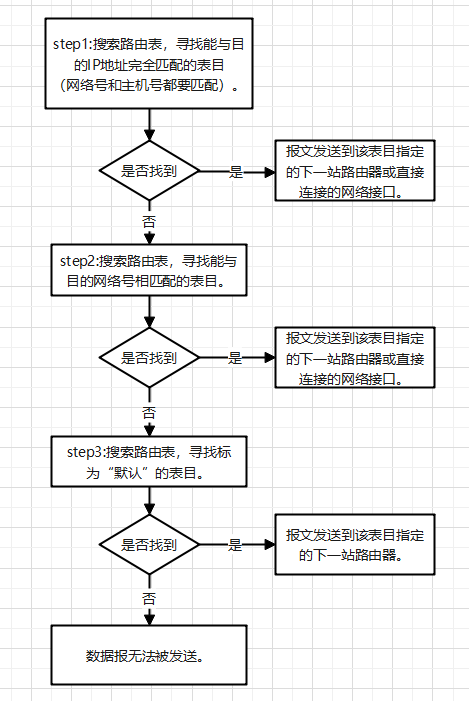 step1:搜索路由表，寻找能与目
的IP地址完全匹配的表目
（网络号和主机号都要匹配）。
是否找到
是
报文发送到该表目指定
的下一站路由器或直接
连接的网络接口。
否
step2:搜索路由表，寻找能与
目的网络号相匹配的表目。
是否找到
是
报文发送到该表目指定
的下一站路由器或直接
连接的网络接口。
否
step3:搜索路由表，寻找标
为“默认”的表目。
是否找到
是
报文发送到该表目指定
的下一站路由器。
否
数据报无法被发送。